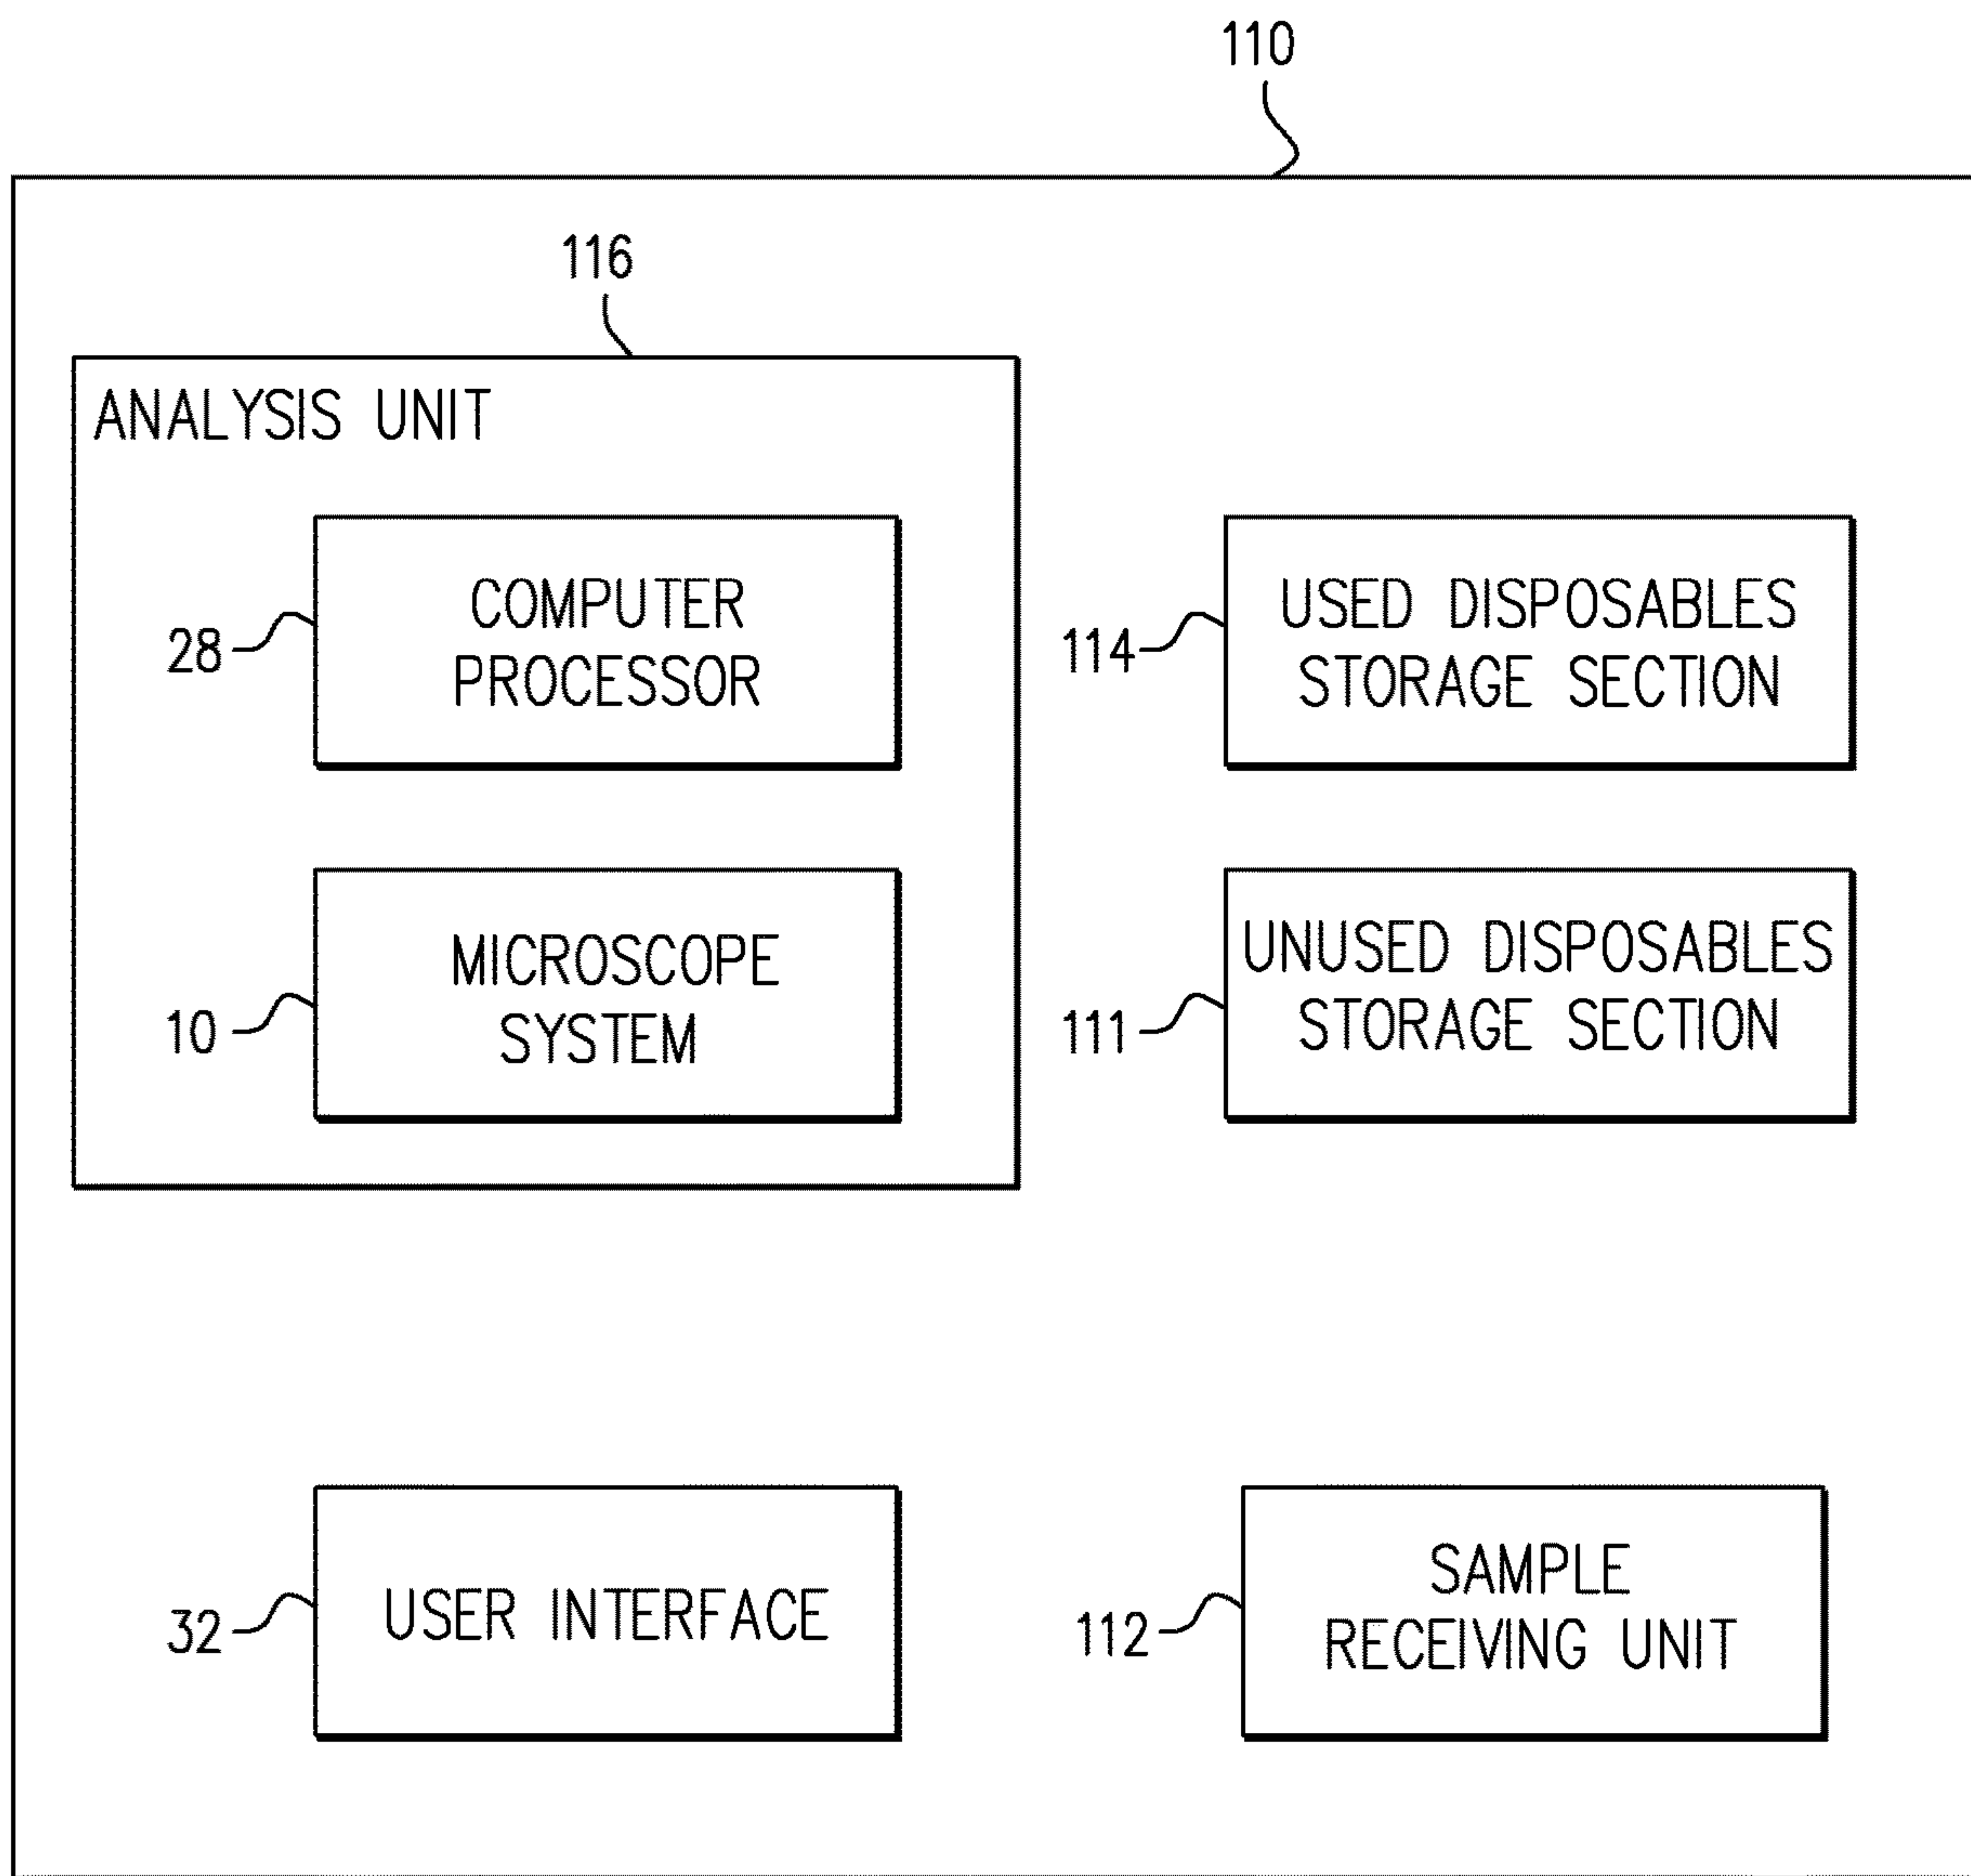 110
116
ANALYSIS UNIT
COMPUTER
PROCESSOR
28
USED DISPOSABLES
STORAGE SECTION
114
MICROSCOPE
SYSTEM
10
UNUSED DISPOSABLES
STORAGE SECTION
111
USER INTERFACE
32
SAMPLE
RECEIVING UNIT
112